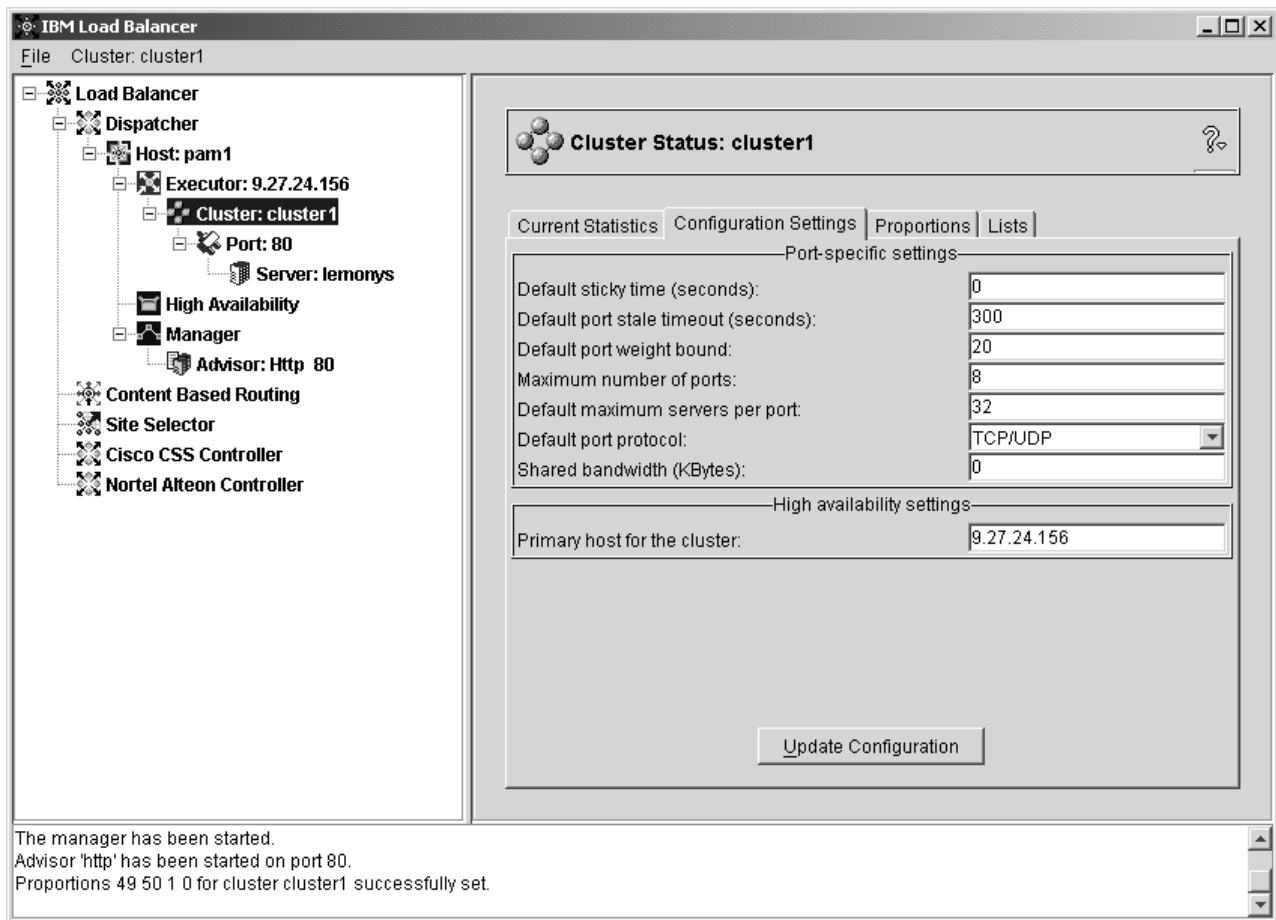 IBM Load Balancer
File Cluster: cluster1
Load Balancer
Dispatcher
Host: pam1
Executor: 9.27.24.156
Cluster: cluster1
Port: 80
Server: lemonys
High Availability
Manager
Advisor: Http 80
Content Based Routing
Site Selector
Cisco CSS Controller
Nortel Alteon Controller
Cluster Status: cluster1
?
Current Statistics Configuration Settings Proportions Lists
Port-specific settings
Default sticky time (seconds): 0
Default port stale timeout (seconds): 300
Default port weight bound: 20
Maximum number of ports: 8
Default maximum servers per port: 32
Default port protocol: TCP/UDP
Shared bandwidth (KBytes): 0
High availability settings
Primary host for the cluster: 9.27.24.156
Update Configuration
The manager has been started.
Advisor 'http' has been started on port 80.
Proportions 49 50 1 0 for cluster cluster1 successfully set.